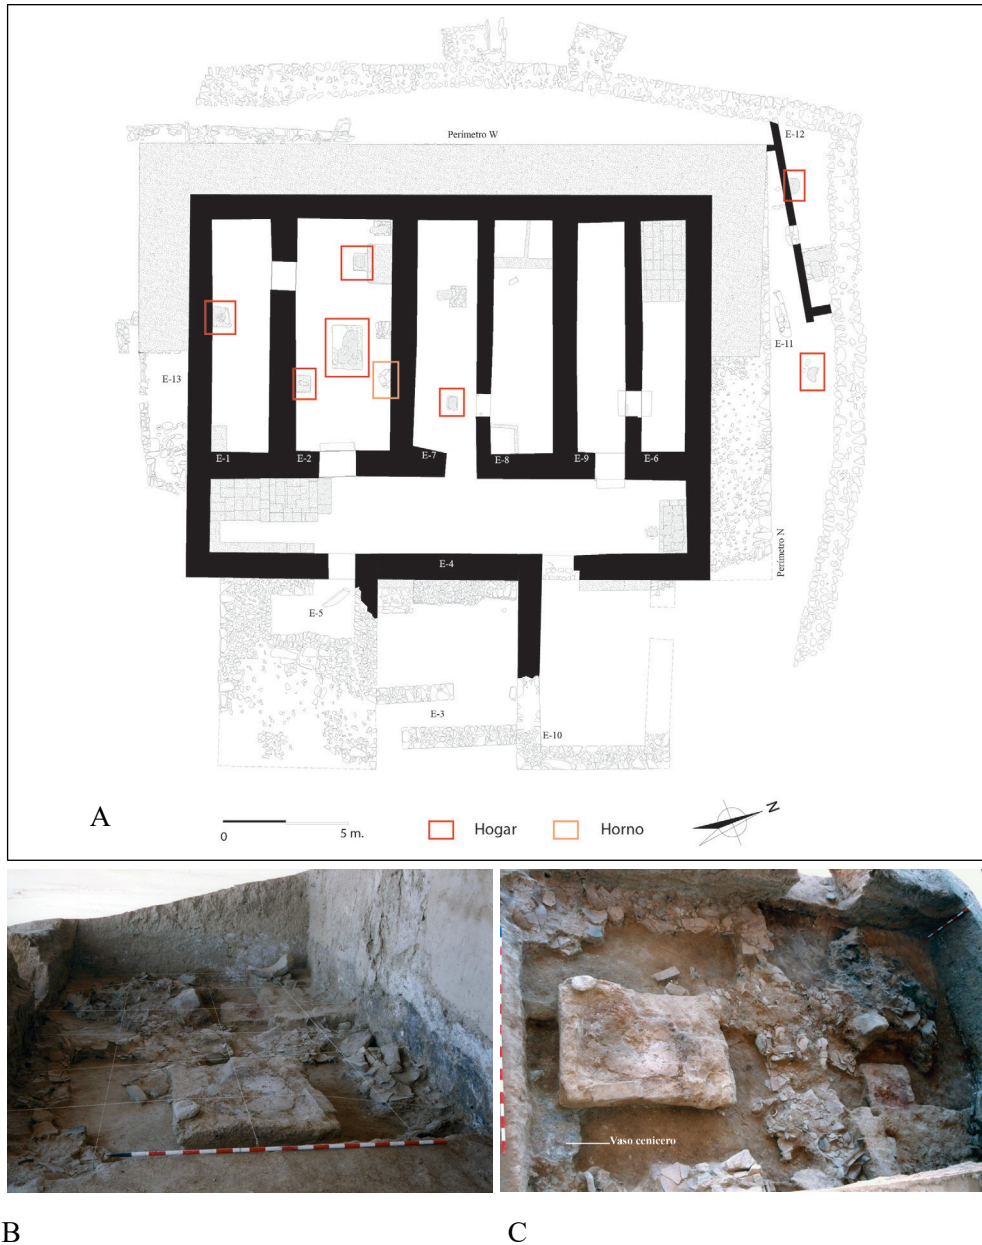 Perímetro W
E-12
E-11
E-13
E-1
E-2
E-7
E-8
E-9
E-6
E-4
Perímetro N
E-5
E-3
E-10
A
0
5 m.
Hogar
Horno
N
Vaso cenicero
B
C